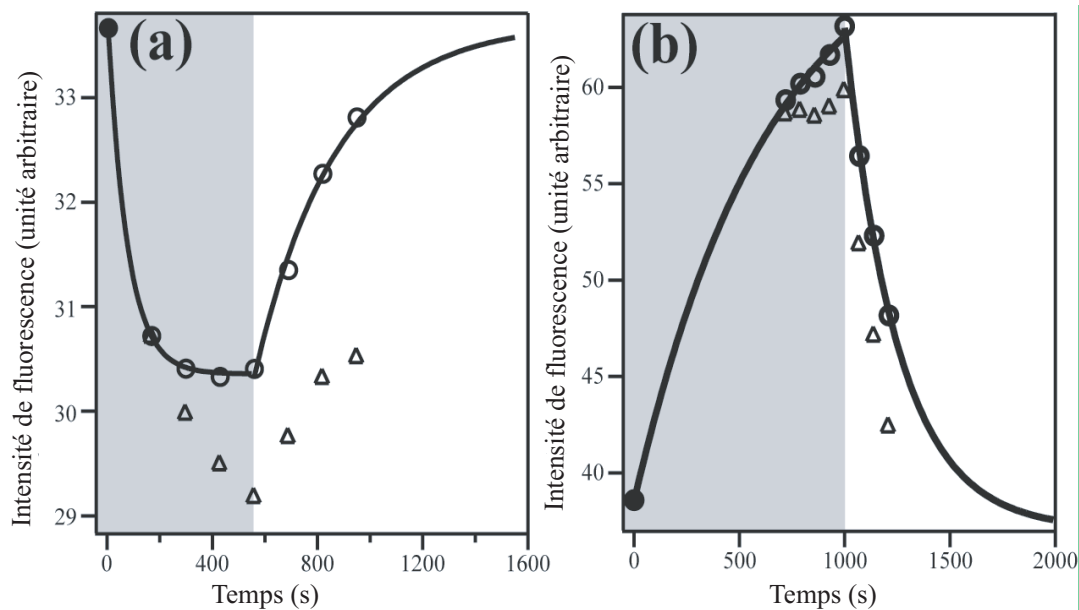 (a)
Intensité de fluorescence (unité arbitraire)
33
32
31
30
29
0 400 800 1200 1600
Temps (s)
(b)
Intensité de fluorescence (unité arbitraire)
60
55
50
45
40
0 500 1000 1500 2000
Temps (s)